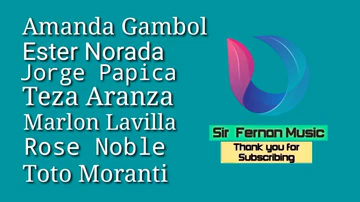 Amanda Gambol
Ester Norada
Jorge Papica
Teza Aranza
Marlon Lavilla
Rose Noble
Toto Moranti
Sir Fernan Music
Thank you for
Subscribing